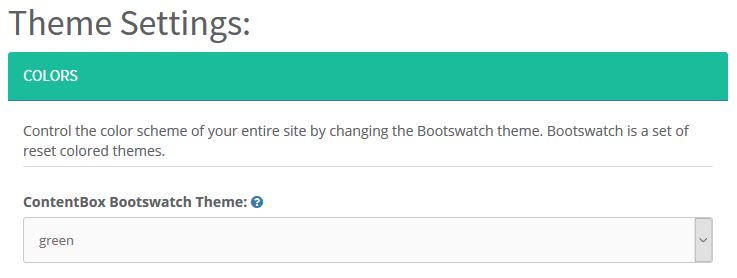 Theme Settings:
COLORS
Control the color scheme of your entire site by changing the Bootswatch theme. Bootswatch is a set of
reset colored themes.
ContentBox Bootswatch Theme:
green